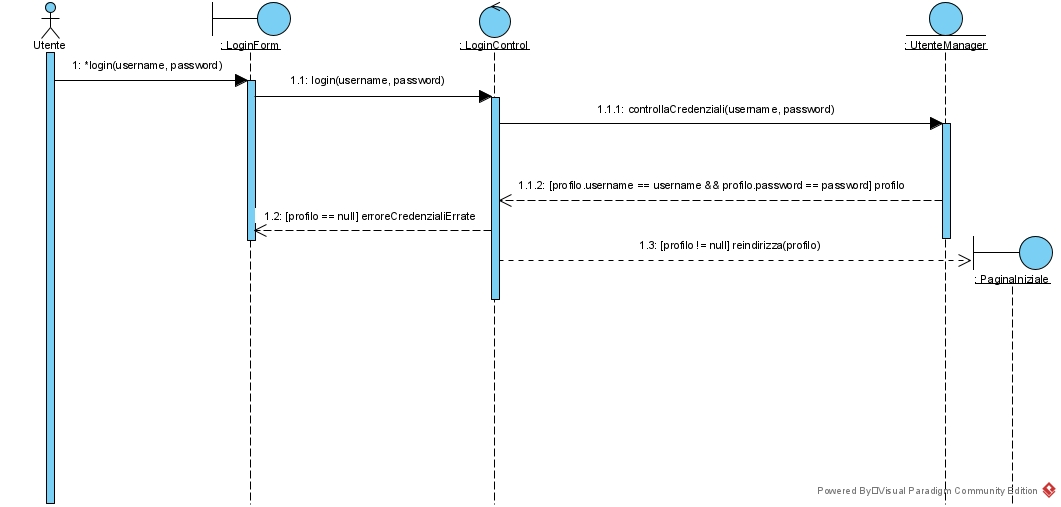 Utente
: LoginForm
: LoginControl
: UtenteManager
1: *login(username, password)
1.1: login(username, password)
1.1.1: controllaCredenziali(username, password)
1.1.2: [profilo.username == username && profilo.password == password] profilo
1.2: [profilo == null] erroreCredenzialiErrate
1.3: [profilo != null] reindirizza(profilo)
: PaginaIniziale
Powered By Visual Paradigm Community Edition